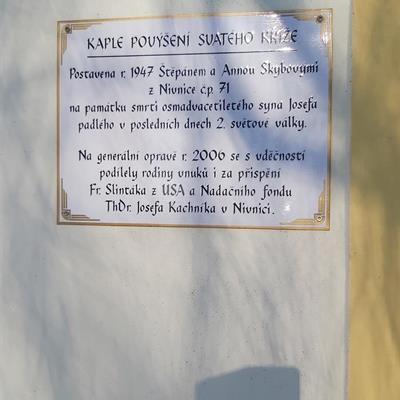 KAPLE POVÝŠENÍ SVATÉHO KŘÍŽE
Postavena r. 1947 Štěpánem a Annou Skybovými
z Nivnice č.p. 71
na památku smrti osmadvacetiletého syna Josefa
padlého v posledních dnech 2. světové války.
Na generální opravě r. 2006 se s vděčností
podílely rodiny vnuků i za přispění
Fr. Slintáka z USA a Nadačního fondu
ThDr. Josefa Kachníka v Nivnici.